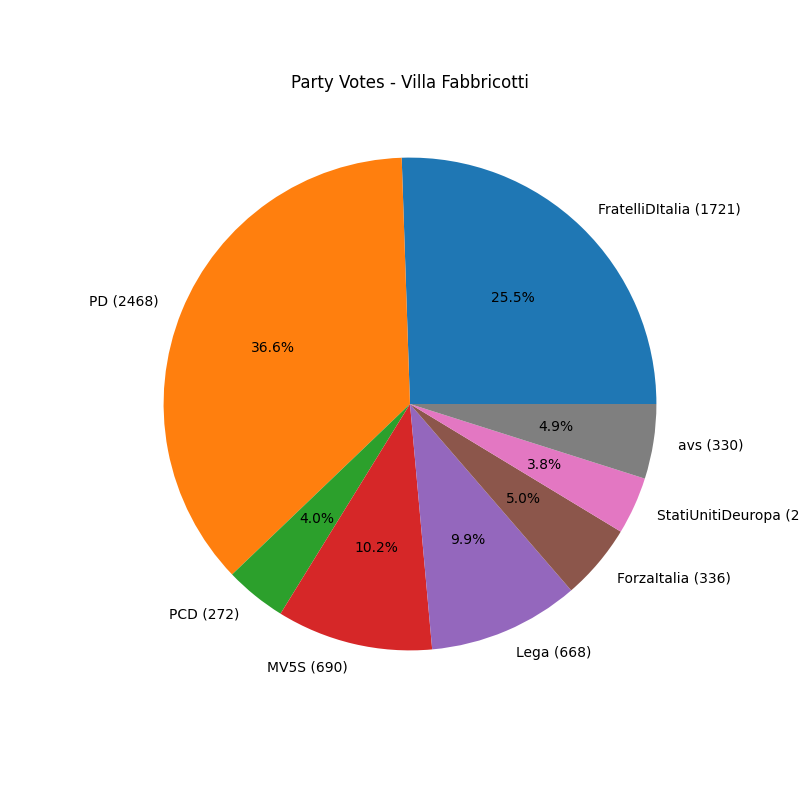 Party Votes - Villa Fabbricotti
FratelliDItalia (1721)
25.5%
PD (2468)
36.6%
4.9%
avs (330)
3.8%
5.0%
StatiUnitiDeuropa (2
4.0%
10.2%
9.9%
ForzaItalia (336)
PCD (272)
Lega (668)
MV5S (690)